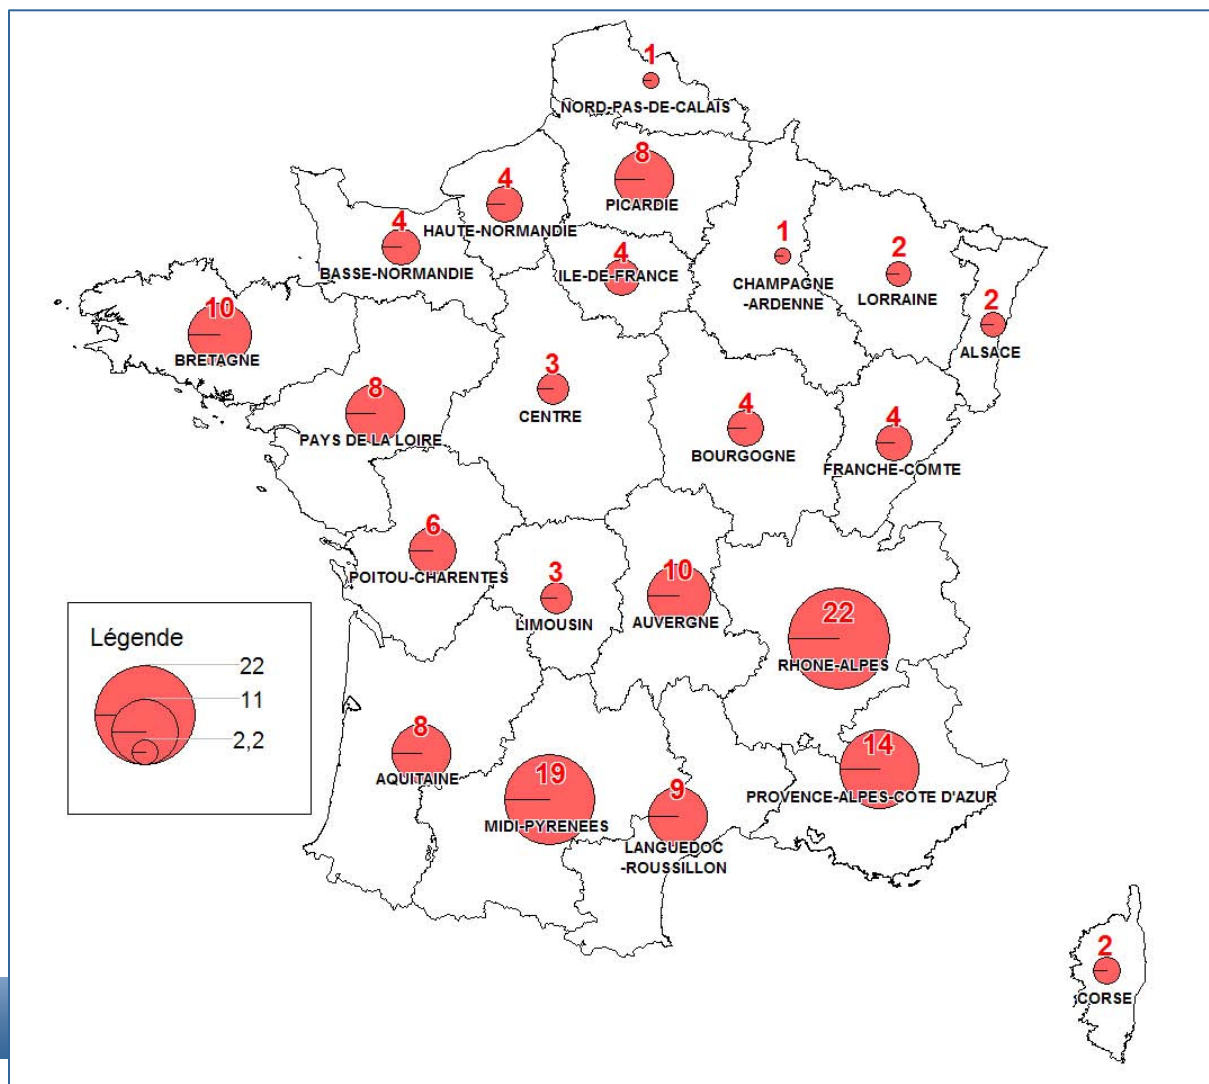 1
NORD-PAS-DE-CALAIS
8
PICARDIE
4
HAUTE-NORMANDIE
4
BASSE-NORMANDIE
4
ILE-DE-FRANCE
1
CHAMPAGNE
-ARDENNE
2
LORRAINE
2
ALSACE
10
BRETAGNE
8
PAYS DE LA LOIRE
3
CENTRE
4
BOURGOGNE
4
FRANCHE-COMTE
6
POITOU-CHARENTES
3
LIMOUSIN
10
AUVERGNE
22
RHONE-ALPES
Légende
22
11
2,2
8
AQUITAINE
19
MIDI-PYRENEES
9
LANGUEDOC
-ROUSSILLON
14
PROVENCE-ALPES-COTE D'AZUR
2
CORSE